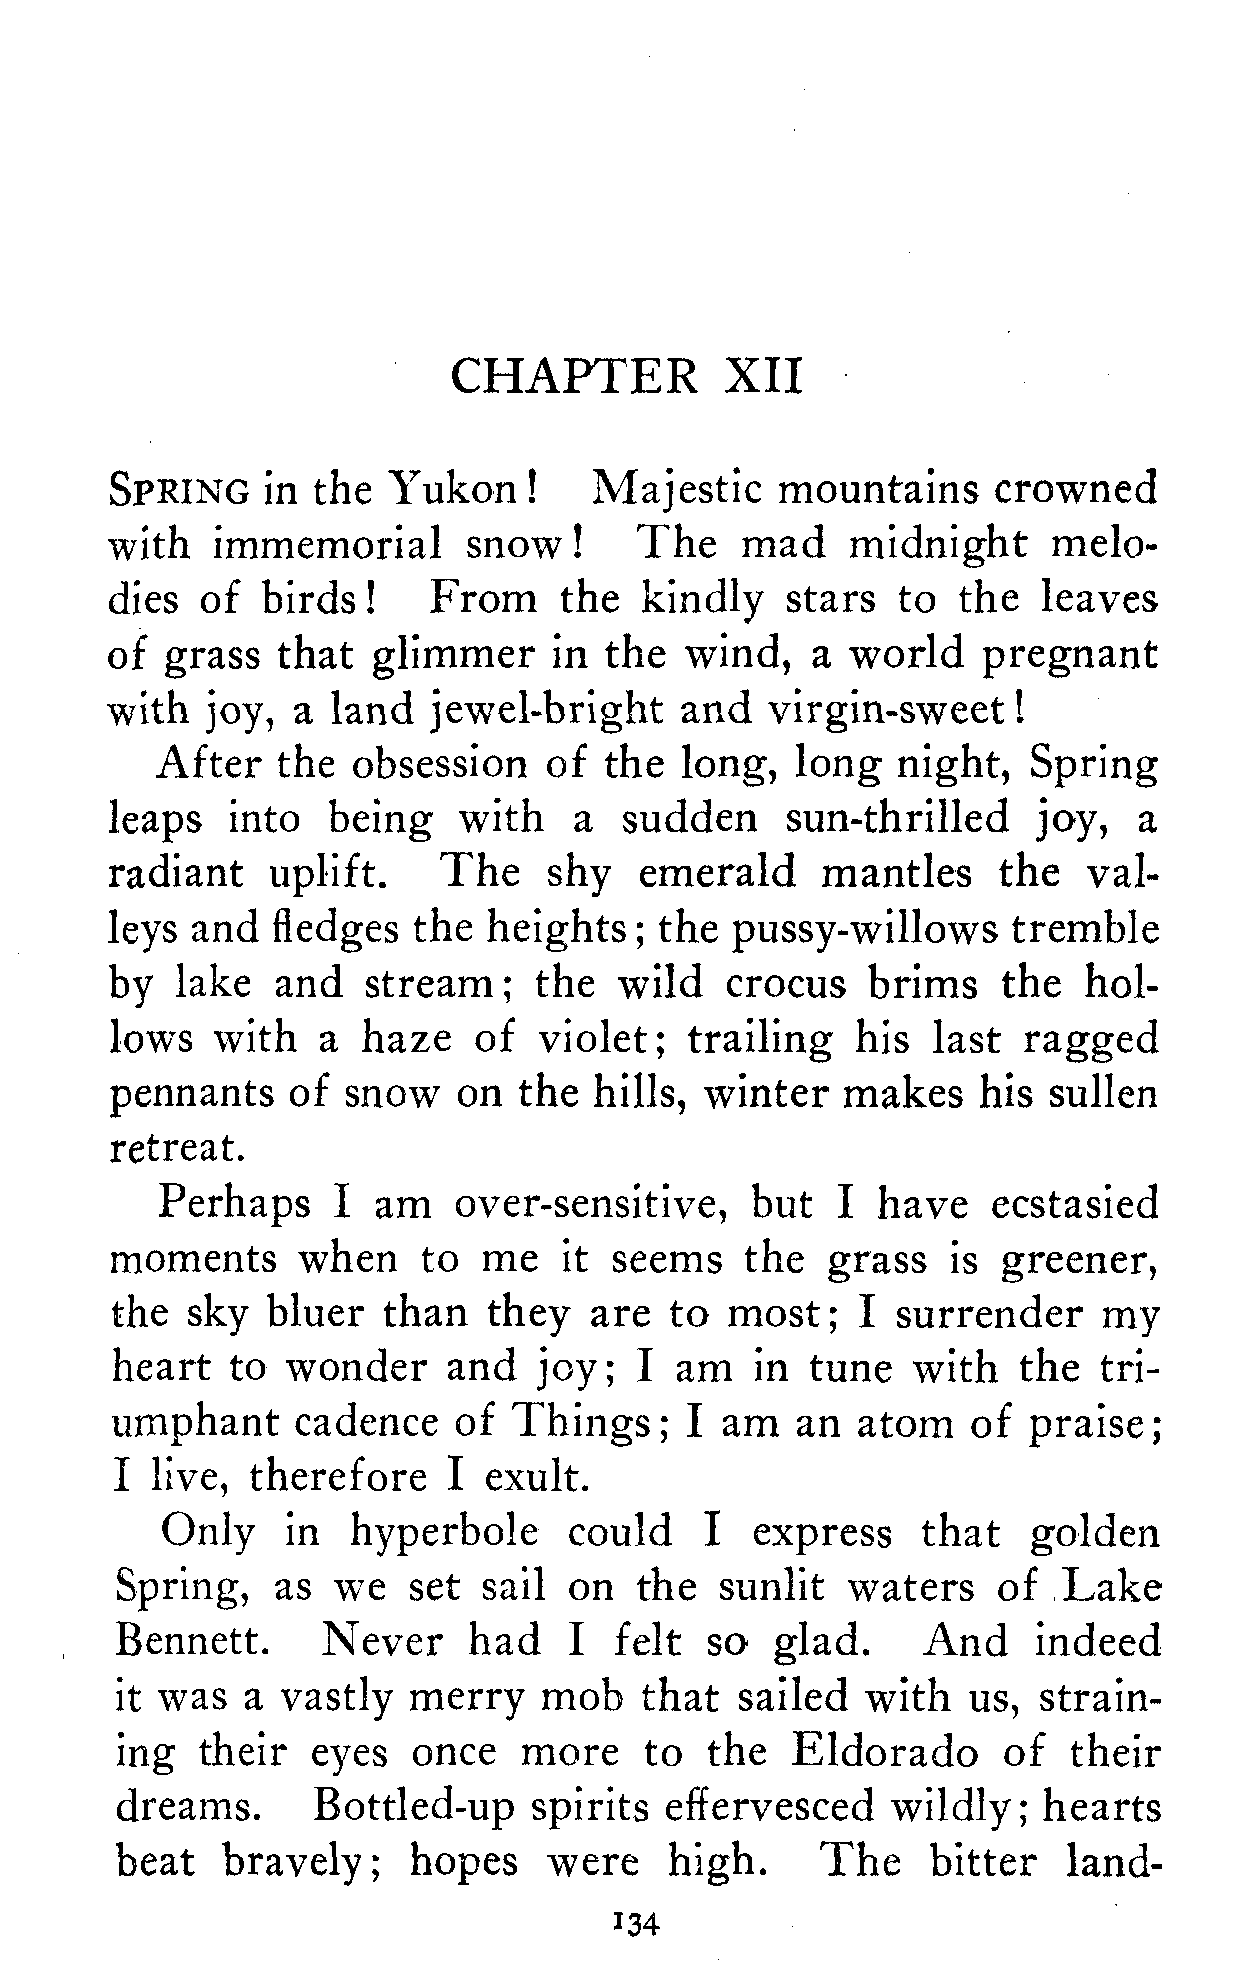 CHAPTER XII
SPRING in the Yukon! Majestic mountains crowned
with immemorial snow! The mad midnight melo-
dies of birds! From the kindly stars to the leaves
of grass that glimmer in the wind, a world pregnant
with joy, a land jewel-bright and virgin-sweet!
After the obsession of the long, long night, Spring
leaps into being with a sudden sun-thrilled joy, a
radiant uplift. The shy emerald mantles the val-
leys and fledges the heights; the pussy-willows tremble
by lake and stream; the wild crocus brims the hol-
lows with a haze of violet; trailing his last ragged
pennants of snow on the hills, winter makes his sullen
retreat.
Perhaps I am over-sensitive, but I have ecstasied
moments when to me it seems the grass is greener,
the sky bluer than they are to most; I surrender my
heart to wonder and joy; I am in tune with the tri-
umphant cadence of Things; I am an atom of praise;
I live, therefore I exult.
Only in hyperbole could I express that golden
Spring, as we set sail on the sunlit waters of Lake
Bennett. Never had I felt so glad. And indeed
it was a vastly merry mob that sailed with us, strain-
ing their eyes once more to the Eldorado of their
dreams. Bottled-up spirits effervesced wildly; hearts
beat bravely; hopes were high. The bitter land-
134